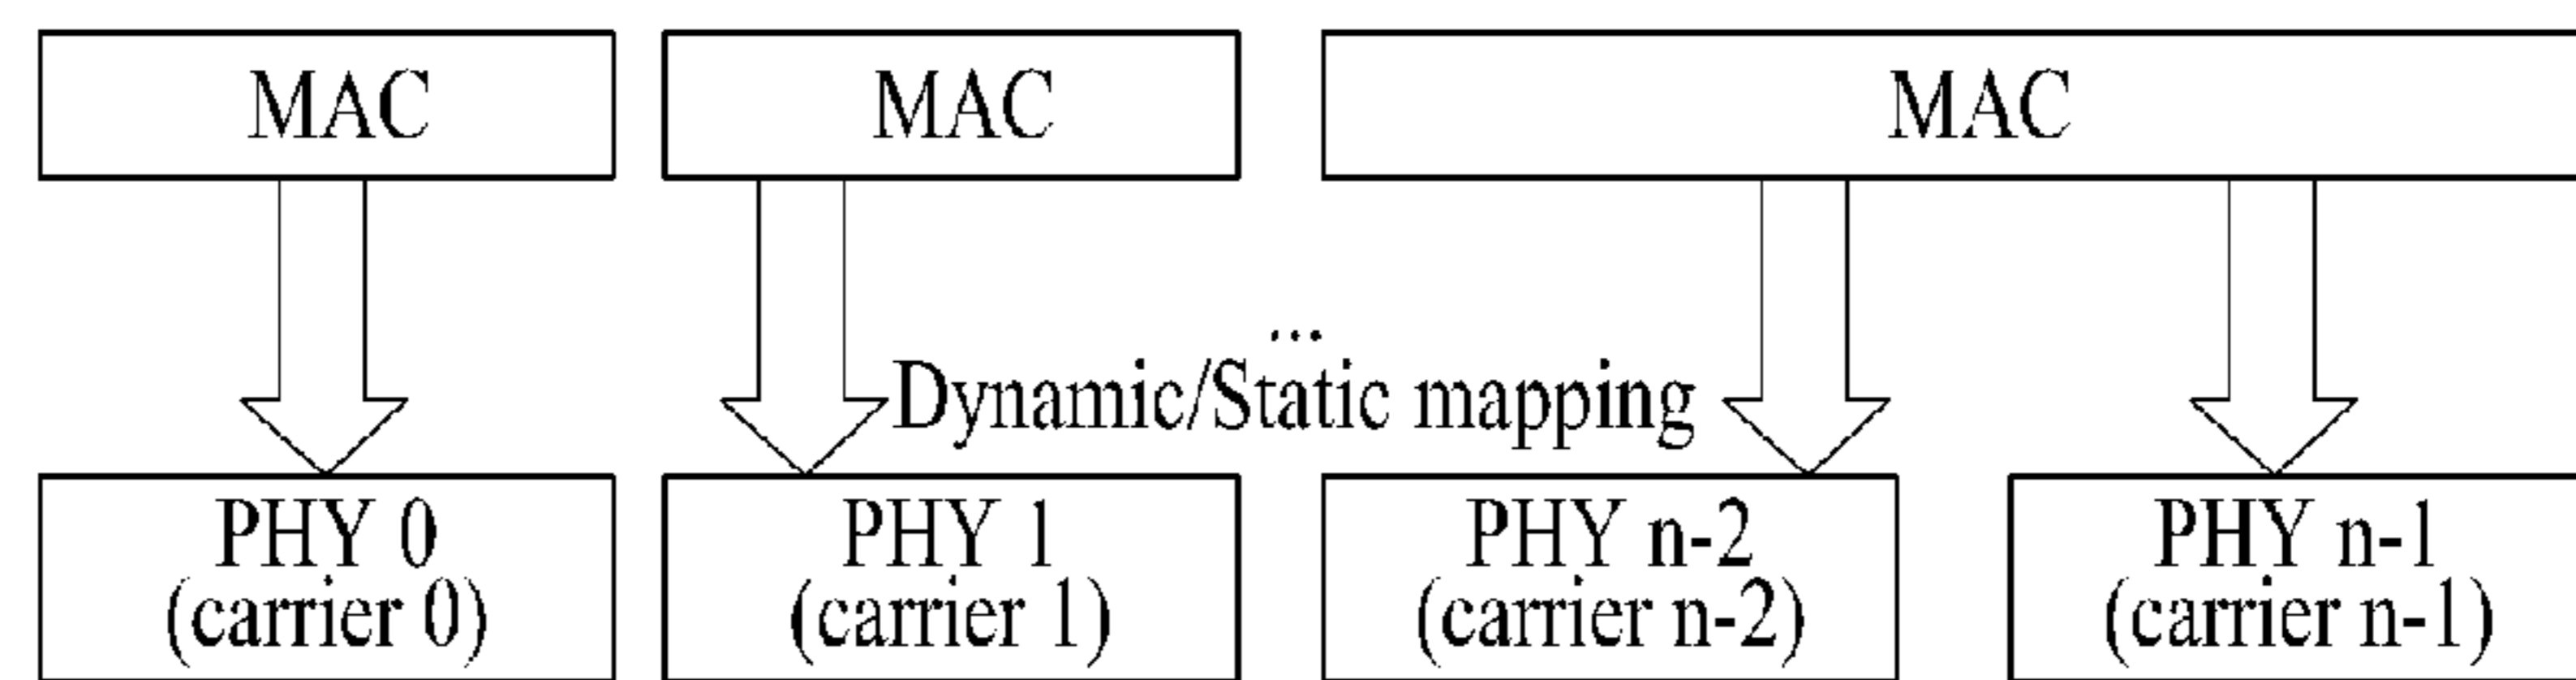 MAC MAC MAC
...
Dynamic/Static mapping
PHY 0 PHY 1 PHY n-2 PHY n-1
(carrier 0) (carrier 1) (carrier n-2) (carrier n-1)